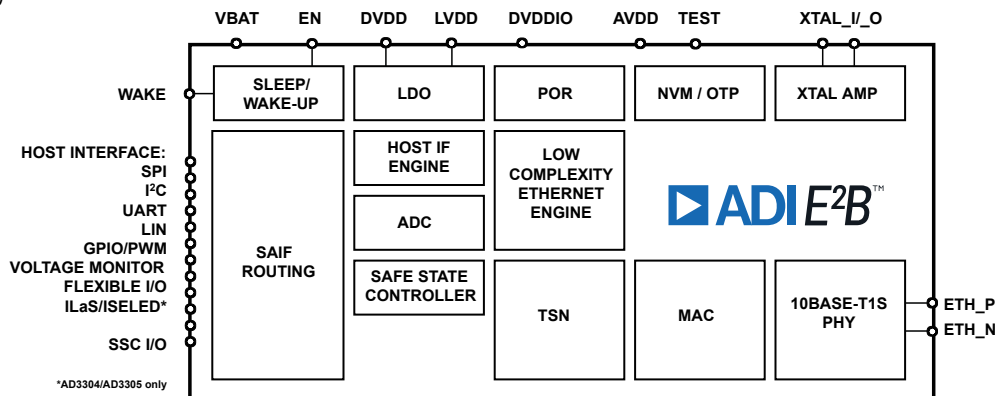 VBAT EN DVDD LVDD DVDDIO AVDD TEST XTAL_I/_O
WAKE
SLEEP/
WAKE-UP
LDO
POR
NVM / OTP
XTAL AMP
HOST INTERFACE:
SPI
I²C
UART
LIN
GPIO/PWM
VOLTAGE MONITOR
FLEXIBLE I/O
ILaS/ISELED*
SSC I/O
*AD3304/AD3305 only
SAIF
ROUTING
HOST IF
ENGINE
ADC
SAFE STATE
CONTROLLER
LOW
COMPLEXITY
ETHERNET
ENGINE
ADI E²B™
TSN
MAC
10BASE-T1S
PHY
ETH_P
ETH_N